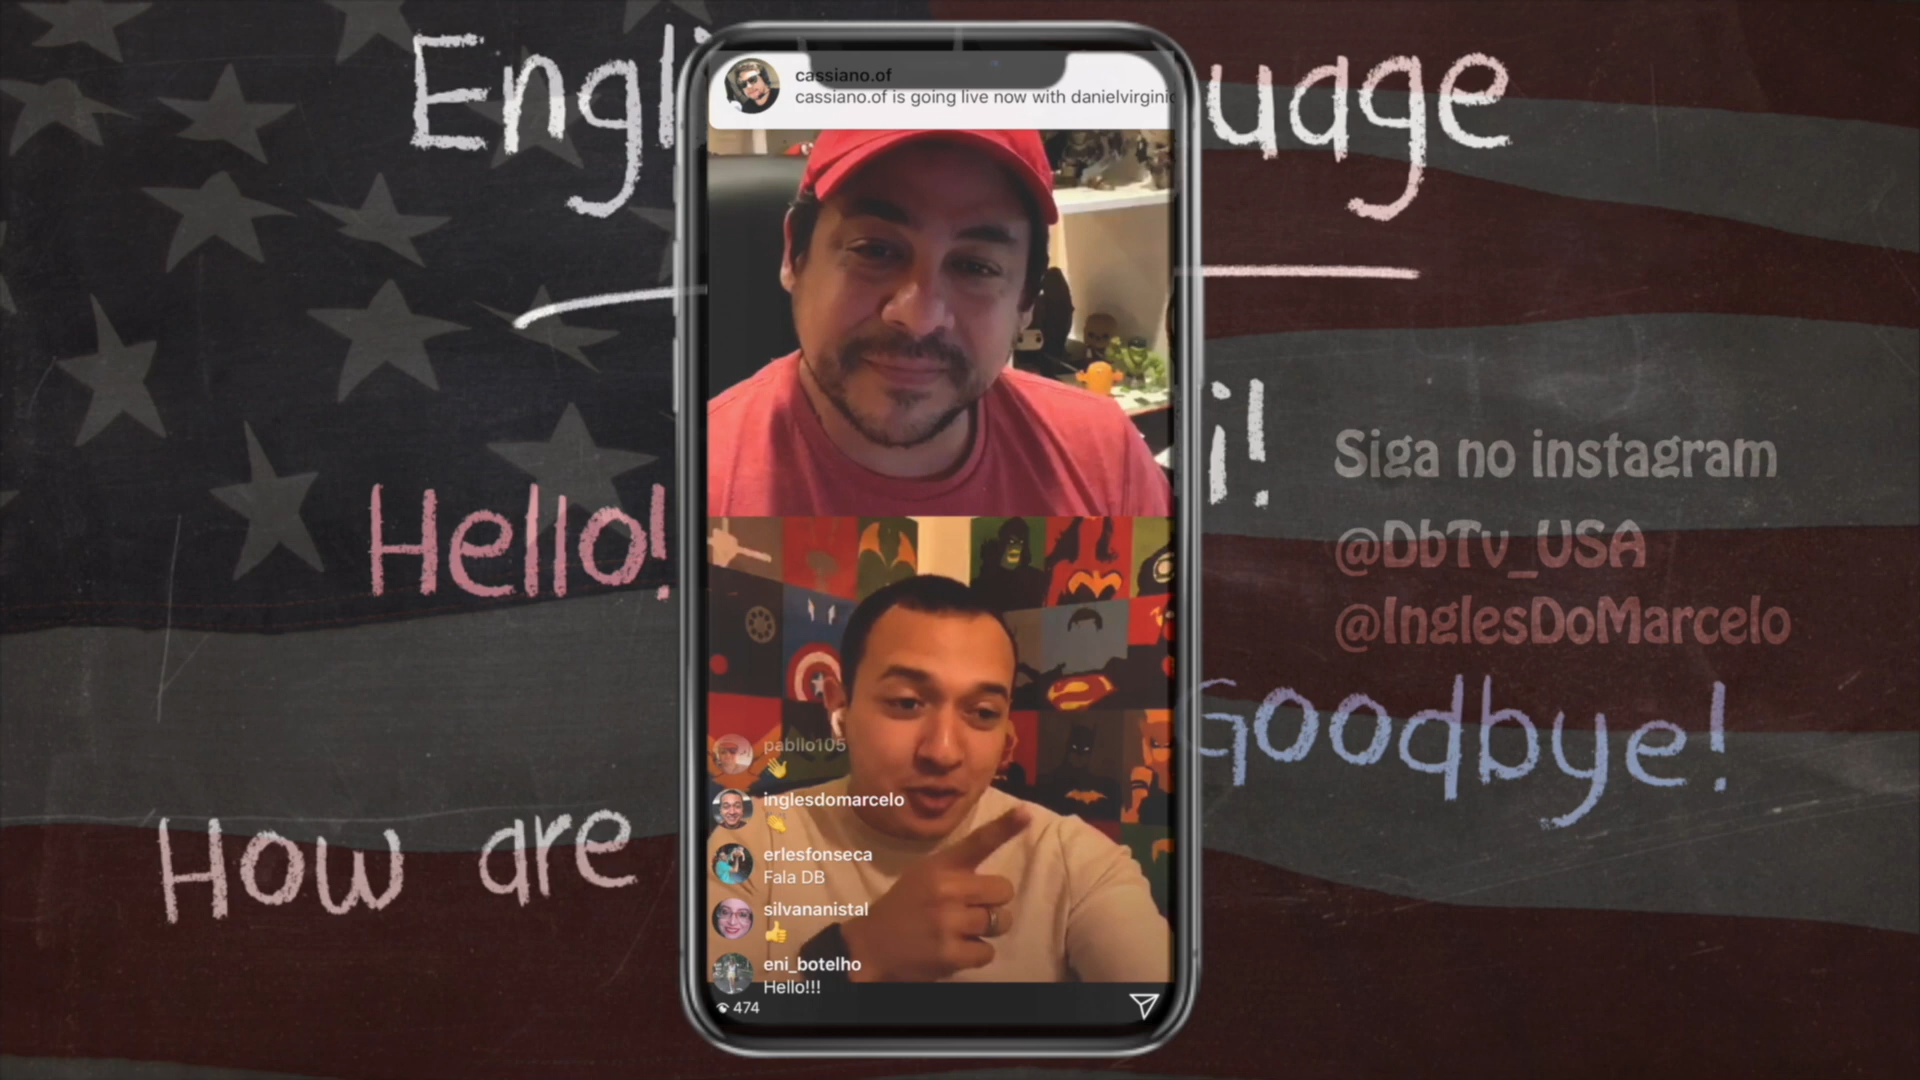 Engli
uage
cassiano.of
cassiano.of is going live now with danielvirgini
Hello!
i!
Siga no instagram
@DbTv_USA
@InglesDoMarcelo
Goodbye!
How are
pabllo105
👋
inglesdomarcelo
👏
erlesfonseca
Fala DB
silvananistal
👍
eni_botelho
Hello!!!
474